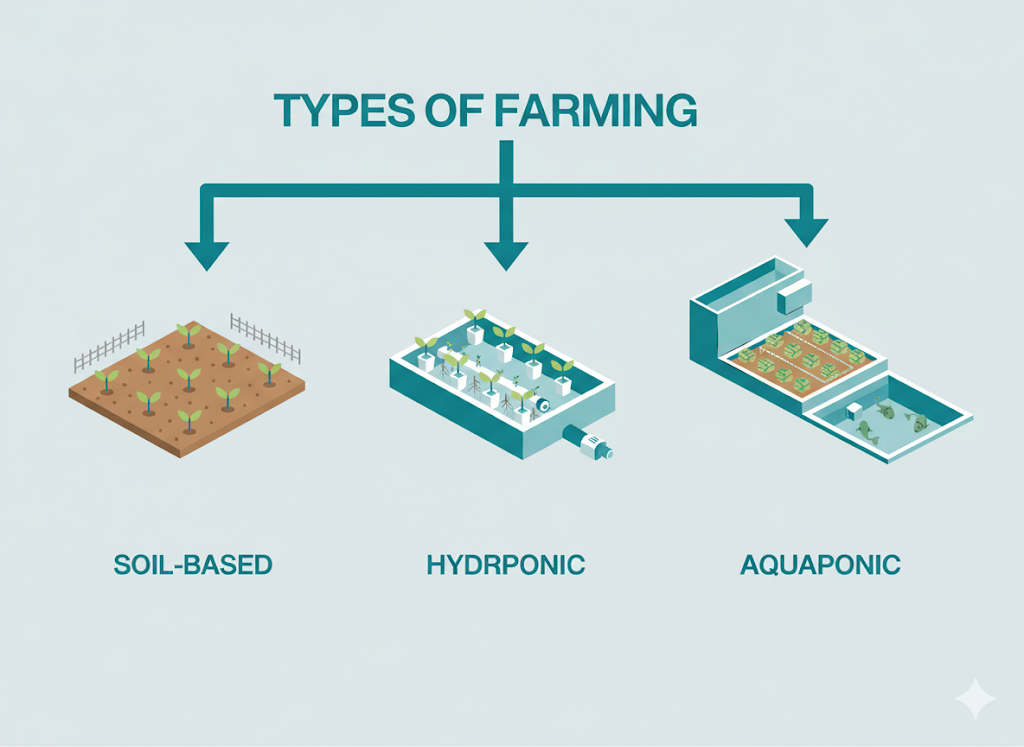 TYPES OF FARMING
SOIL-BASED
HYDRPONIC
AQUAPONIC